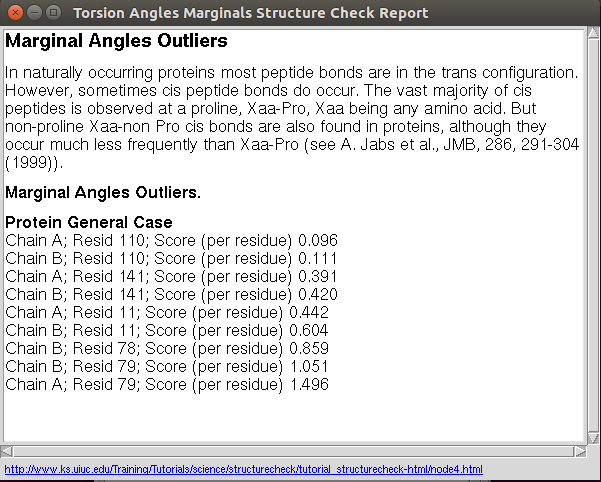 Torsion Angles Marginals Structure Check Report
Marginal Angles Outliers
In naturally occurring proteins most peptide bonds are in the trans configuration.
However, sometimes cis peptide bonds do occur. The vast majority of cis
peptides is observed at a proline, Xaa-Pro, Xaa being any amino acid. But
non-proline Xaa-non Pro cis bonds are also found in proteins, although they
occur much less frequently than Xaa-Pro (see A. Jabs et al., JMB, 286, 291-304
(1999)).
Marginal Angles Outliers.
Protein General Case
Chain A; Resid 110; Score (per residue) 0.096
Chain B; Resid 110; Score (per residue) 0.111
Chain A; Resid 141; Score (per residue) 0.391
Chain B; Resid 141; Score (per residue) 0.420
Chain A; Resid 11; Score (per residue) 0.442
Chain B; Resid 11; Score (per residue) 0.604
Chain B; Resid 78; Score (per residue) 0.859
Chain B; Resid 79; Score (per residue) 1.051
Chain A; Resid 79; Score (per residue) 1.496
http://www.ks.uiuc.edu/Training/Tutorials/science/structurecheck/tutorial_structurecheck-html/node4.html